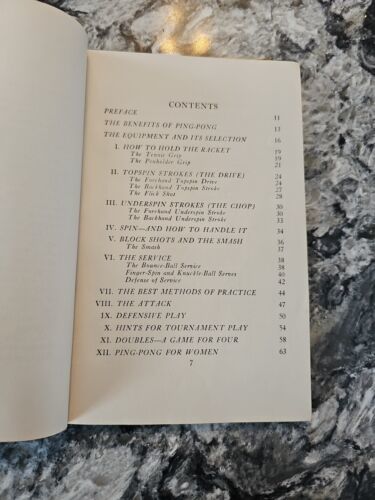 CONTENTS
PREFACE 11
THE BENEFITS OF PING-PONG 13
THE EQUIPMENT AND ITS SELECTION 16
I. HOW TO HOLD THE RACKET 19
The Tennis Grip 19
The Penholder Grip 21
II. TOPSPIN STROKES (THE DRIVE) 24
The Forehand Topspin Drive 24
The Backhand Topspin Stroke 27
The Flick Shot 28
III. UNDERSPIN STROKES (THE CHOP) 30
The Forehand Underspin Stroke 30
The Backhand Underspin Stroke 33
IV. SPIN—AND HOW TO HANDLE IT 34
V. BLOCK SHOTS AND THE SMASH 36
The Smash 37
VI. THE SERVICE 38
The Bounce-Ball Service 38
Finger-Spin and Knuckle-Ball Serves 40
Defense of Service 42
VII. THE BEST METHODS OF PRACTICE 44
VIII. THE ATTACK 47
IX. DEFENSIVE PLAY 50
X. HINTS FOR TOURNAMENT PLAY 54
XI. DOUBLES—A GAME FOR FOUR 58
XII. PING-PONG FOR WOMEN 63
7